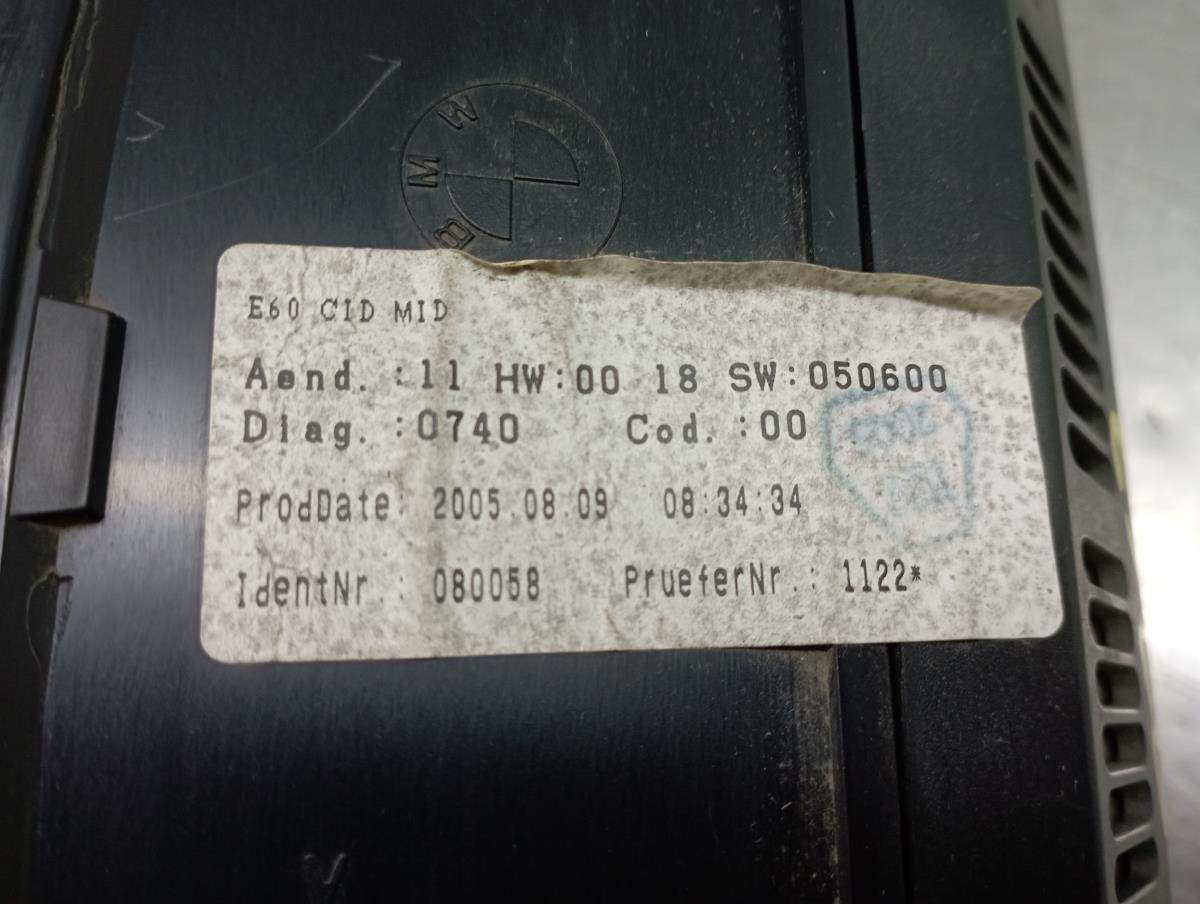 BMW
E60 CID MID
Aend. :11 HW:00 18 SW:050600
Diag. :0740 Cod. :00
ProdDate: 2005.08.09 08:34:34
IdentNr.: 080058 PrueferNr.: 1122*